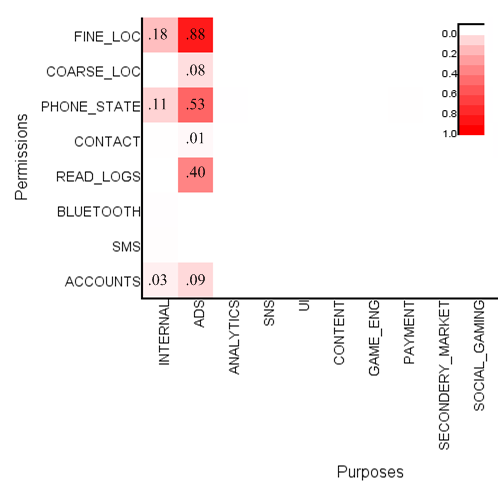 Permissions
FINE_LOC .18 .88
COARSE_LOC .08
PHONE_STATE .11 .53
CONTACT .01
READ_LOGS .40
BLUETOOTH
SMS
ACCOUNTS .03 .09
0.0
0.2
0.4
0.6
0.8
1.0
INTERNAL
ADS
ANALYTICS
SNS
UI
CONTENT
GAME_ENG
PAYMENT
SECONDERY_MARKET
SOCIAL_GAMING
Purposes